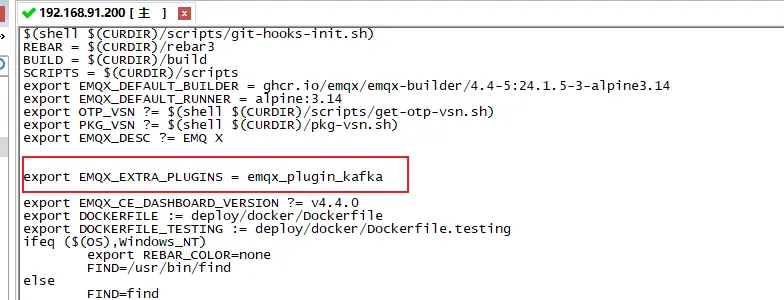 192.168.91.200 [ 主 ] x
$(shell $(CURDIR)/scripts/git-hooks-init.sh)
REBAR = $(CURDIR)/rebar3
BUILD = $(CURDIR)/build
SCRIPTS = $(CURDIR)/scripts
export EMQX_DEFAULT_BUILDER = ghcr.io/emqx/emqx-builder/4.4-5:24.1.5-3-alpine3.14
export EMQX_DEFAULT_RUNNER = alpine:3.14
export OTP_VSN ?= $(shell $(CURDIR)/scripts/get-otp-vsn.sh)
export PKG_VSN ?= $(shell $(CURDIR)/pkg-vsn.sh)
export EMQX_DESC ?= EMQ X
export EMQX_EXTRA_PLUGINS = emqx_plugin_kafka
export EMQX_CE_DASHBOARD_VERSION ?= v4.4.0
export DOCKERFILE := deploy/docker/Dockerfile
export DOCKERFILE_TESTING := deploy/docker/Dockerfile.testing
ifeq ($(OS),Windows_NT)
export REBAR_COLOR=none
FIND=/usr/bin/find
else
FIND=find